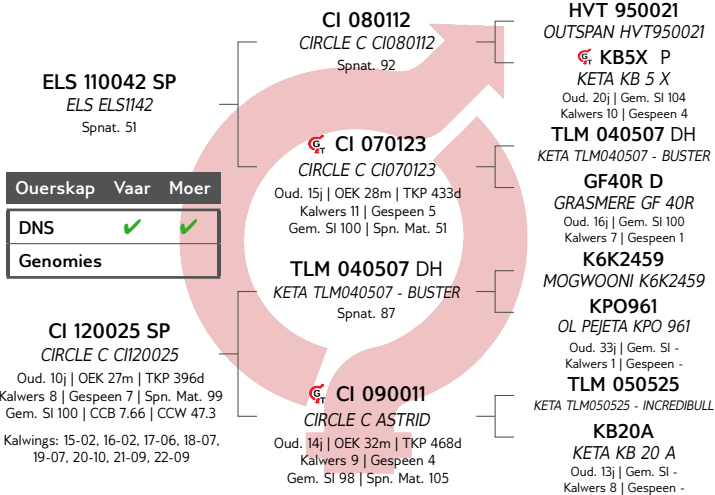 ELS 110042 SP
ELS ELS1142
Spnat. 51
Ouerskap Vaar Moer
DNS ✔ ✔
Genomies
CI 120025 SP
CIRCLE C CI120025
Oud. 10j | OEK 27m | TKP 396d
Kalwers 8 | Gespeen 7 | Spn. Mat. 99
Gem. SI 100 | CCB 7.66 | CCW 47.3
Kalwings: 15-02, 16-02, 17-06, 18-07,
19-07, 20-10, 21-09, 22-09
CI 080112
CIRCLE C CI080112
Spnat. 92
GT CI 070123
CIRCLE C CI070123
Oud. 15j | OEK 28m | TKP 433d
Kalwers 11 | Gespeen 5
Gem. SI 100 | Spn. Mat. 51
TLM 040507 DH
KETA TLM040507 - BUSTER
Spnat. 87
GT CI 090011
CIRCLE C ASTRID
Oud. 14j | OEK 32m | TKP 468d
Kalwers 9 | Gespeen 4
Gem. SI 98 | Spn. Mat. 105
HVT 950021
OUTSPAN HVT950021
GT KB5X P
KETA KB 5 X
Oud. 20j | Gem. SI 104
Kalwers 10 | Gespeen 4
TLM 040507 DH
KETA TLM040507 - BUSTER
GF40R D
GRASMERE GF 40R
Oud. 16j | Gem. SI 100
Kalwers 7 | Gespeen 1
K6K2459
MOGWOONI K6K2459
KPO961
OL PEJETA KPO 961
Oud. 33j | Gem. SI -
Kalwers 1 | Gespeen -
TLM 050525
KETA TLM050525 - INCREDIBULL
KB20A
KETA KB 20 A
Oud. 13j | Gem. SI -
Kalwers 8 | Gespeen -